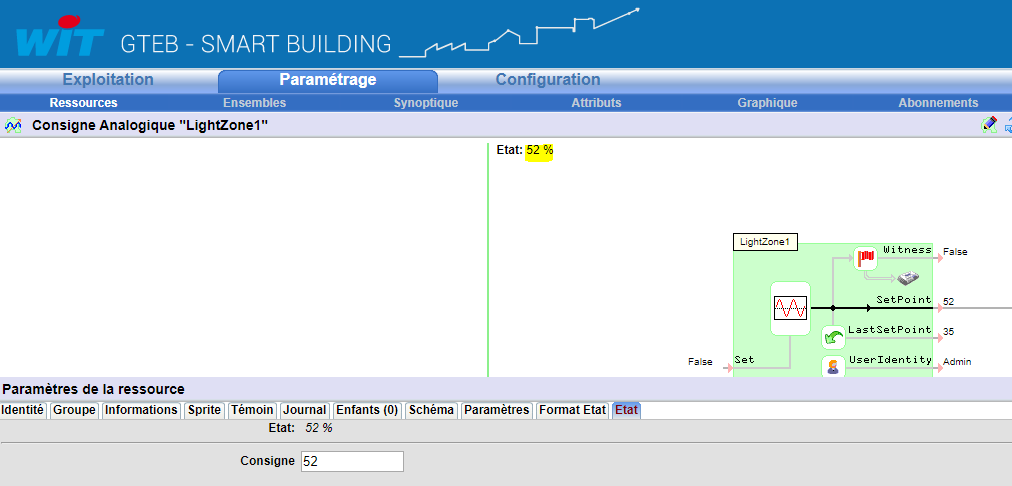 WIT GTEB - SMART BUILDING
Exploitation Paramétrage Configuration
Ressources Ensembles Synoptique Attributs Graphique Abonnements
Consigne Analogique "LightZone1"
Etat: 52 %
LightZone1
Witness False
SetPoint 52
LastSetPoint 35
False Set
UserIdentity Admin
Paramètres de la ressource
Identité Groupe Informations Sprite Témoin Journal Enfants (0) Schéma Paramètres Format Etat Etat
Etat: 52 %
Consigne 52